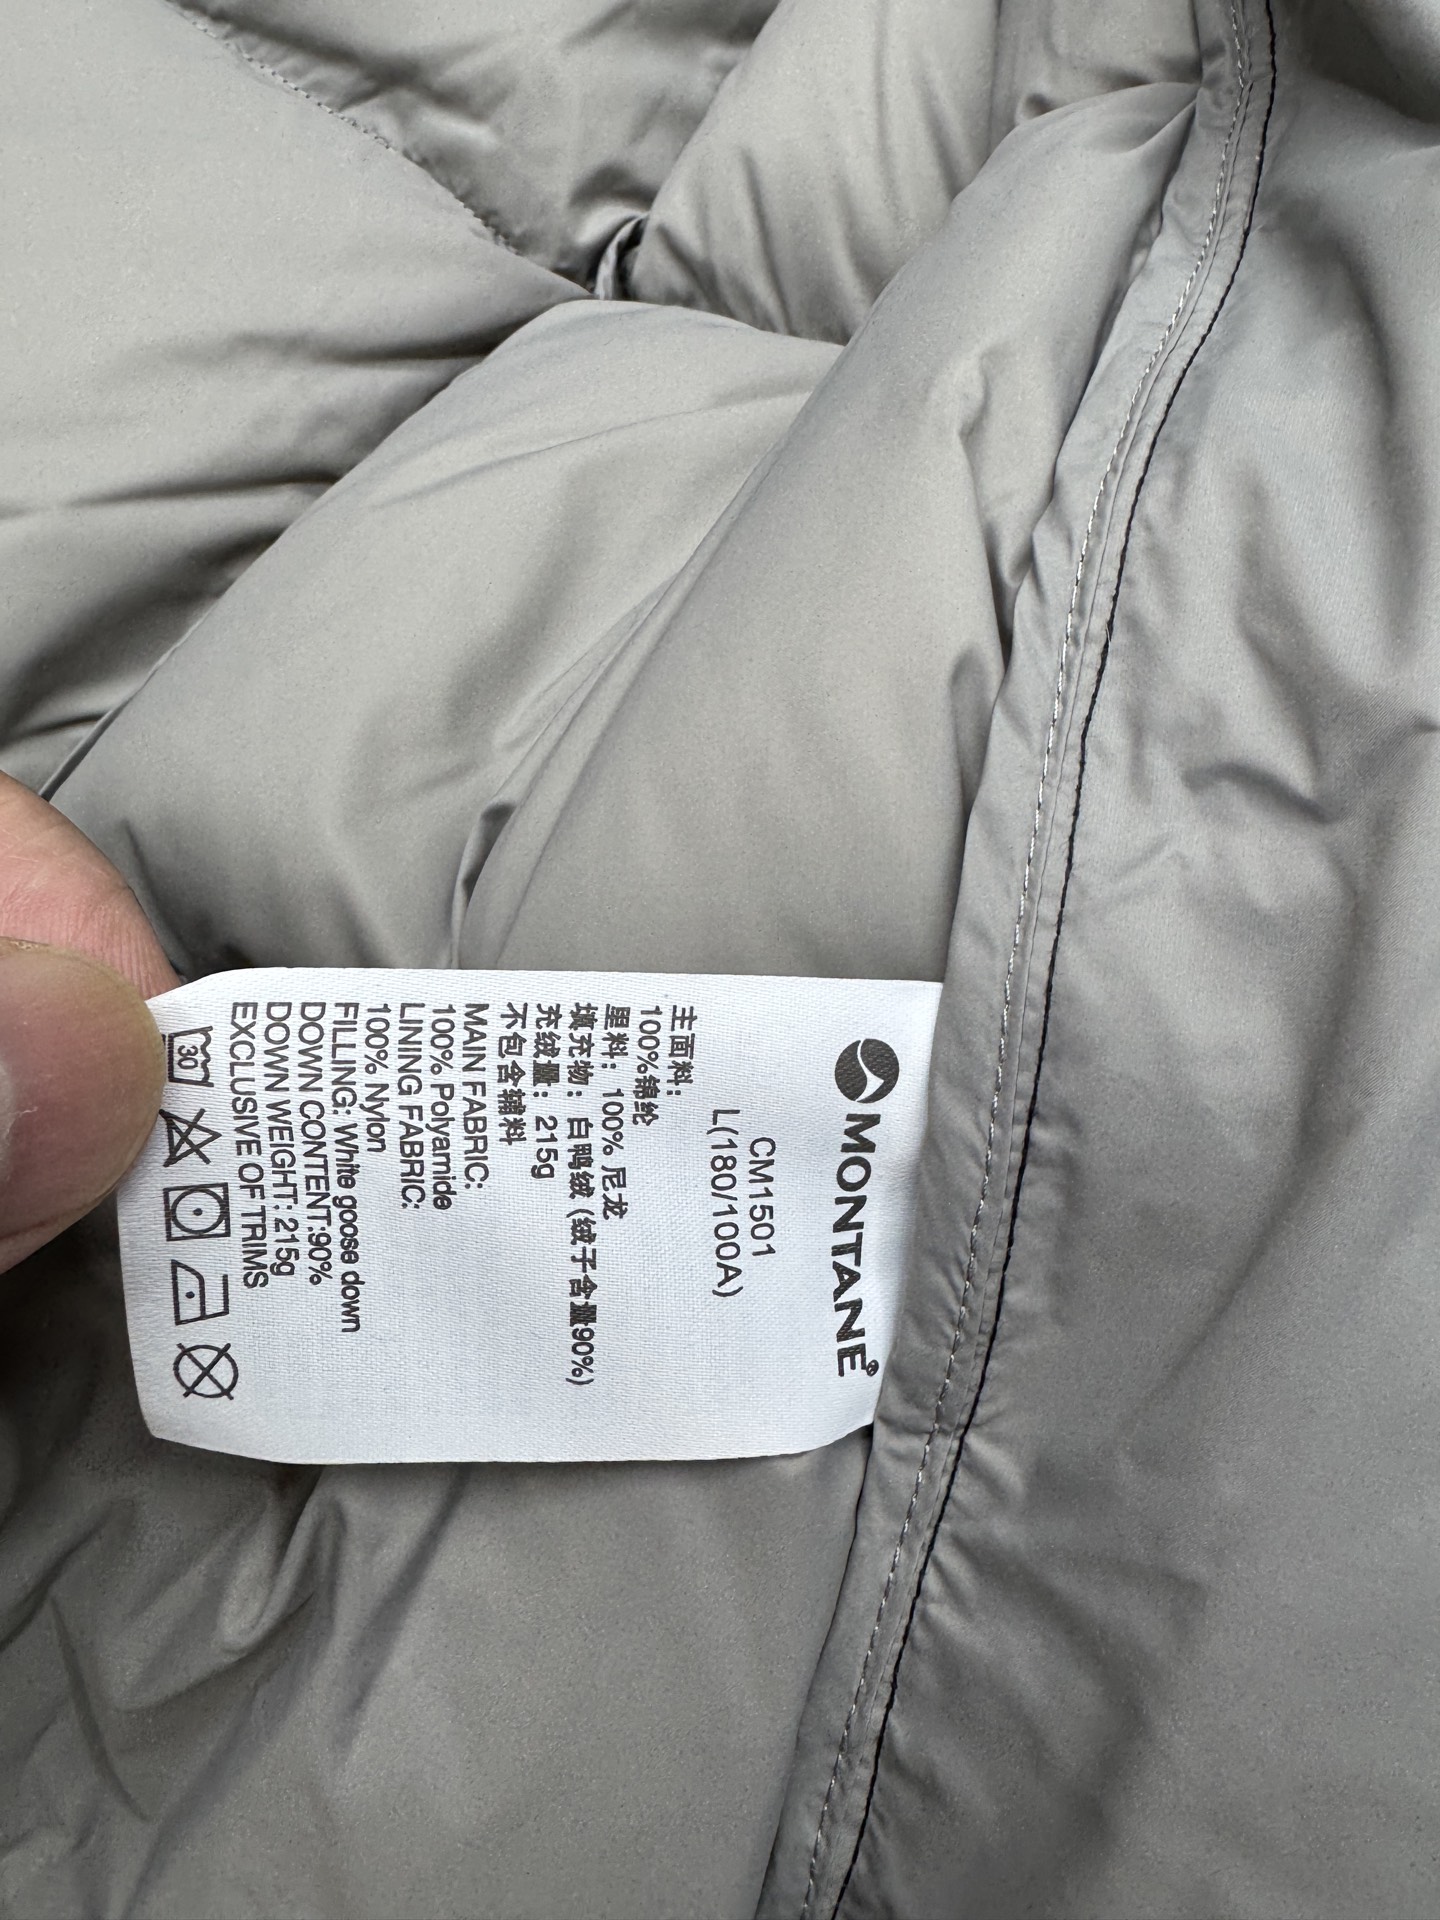 MONTANE®
CM1501
L(180/100A)
主面料:
100%锦纶
里料: 100% 尼龙
填充物: 白鸭绒 (绒子含量90%)
充绒量: 215g
不包含辅料
MAIN FABRIC:
100% Polyamide
LINING FABRIC:
100% Nylon
FILLING: White goose down
DOWN CONTENT:90%
DOWN WEIGHT: 215g
EXCLUSIVE OF TRIMS
30